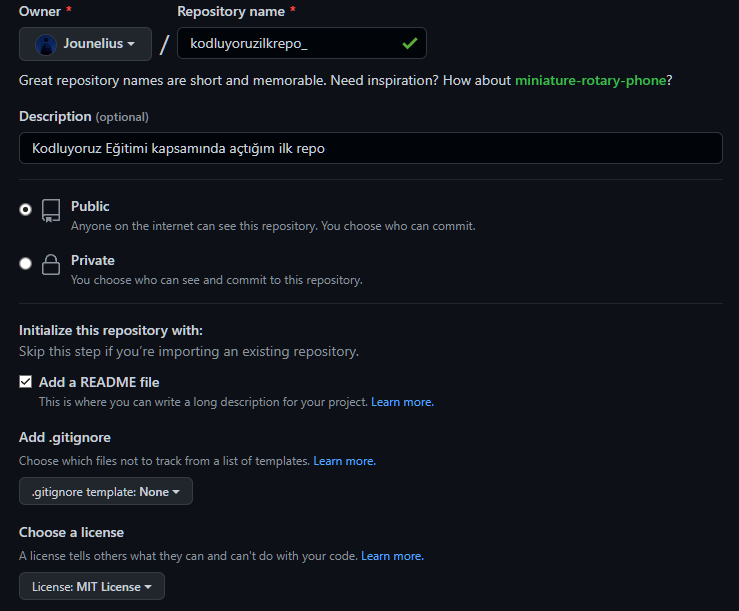 Owner *
Repository name *
Jounelius / kodluyoruzilkrepo_
Great repository names are short and memorable. Need inspiration? How about miniature-rotary-phone?
Description (optional)
Kodluyoruz Eğitimi kapsamında açtığım ilk repo
Public
Anyone on the internet can see this repository. You choose who can commit.
Private
You choose who can see and commit to this repository.
Initialize this repository with:
Skip this step if you’re importing an existing repository.
Add a README file
This is where you can write a long description for your project. Learn more.
Add .gitignore
Choose which files not to track from a list of templates. Learn more.
.gitignore template: None
Choose a license
A license tells others what they can and can't do with your code. Learn more.
License: MIT License